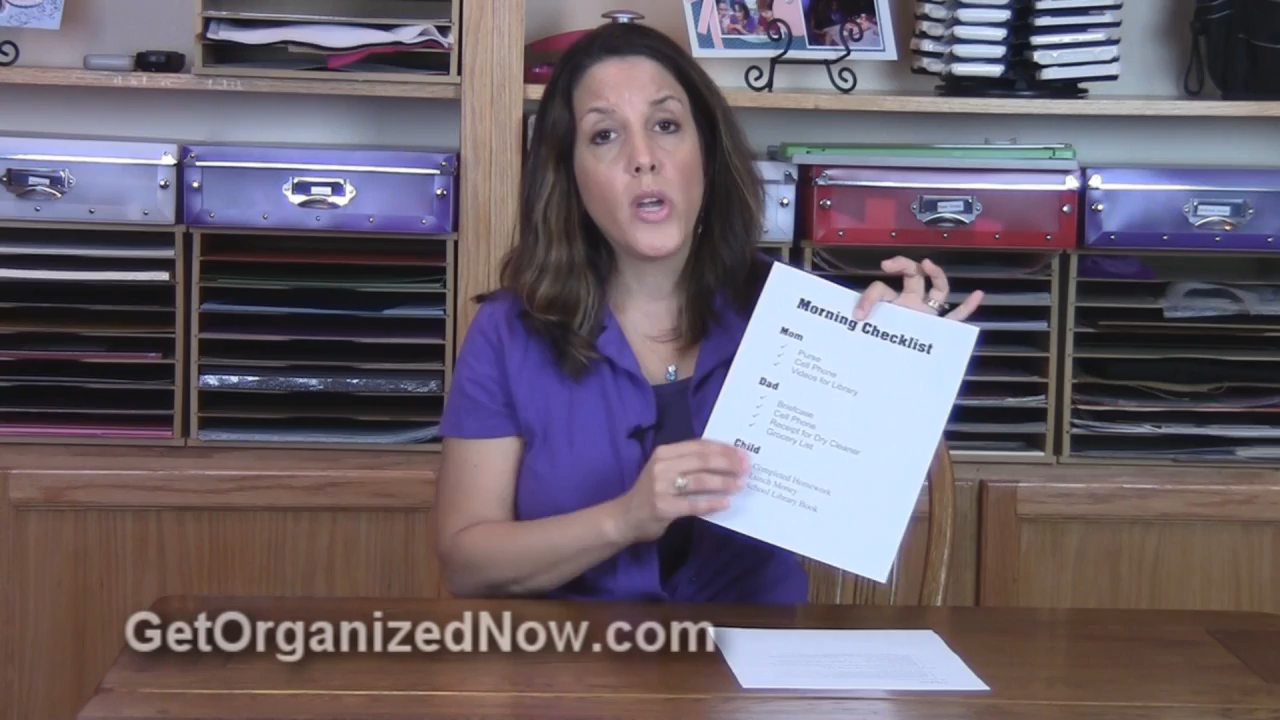 Morning Checklist
Mom
Purse
Cell Phone
Videos for Library
Dad
Briefcase
Cell Phone
Receipt for Dry Cleaner
Grocery List
Child
Completed Homework
Lunch Money
School Library Book
GetOrganizedNow.com